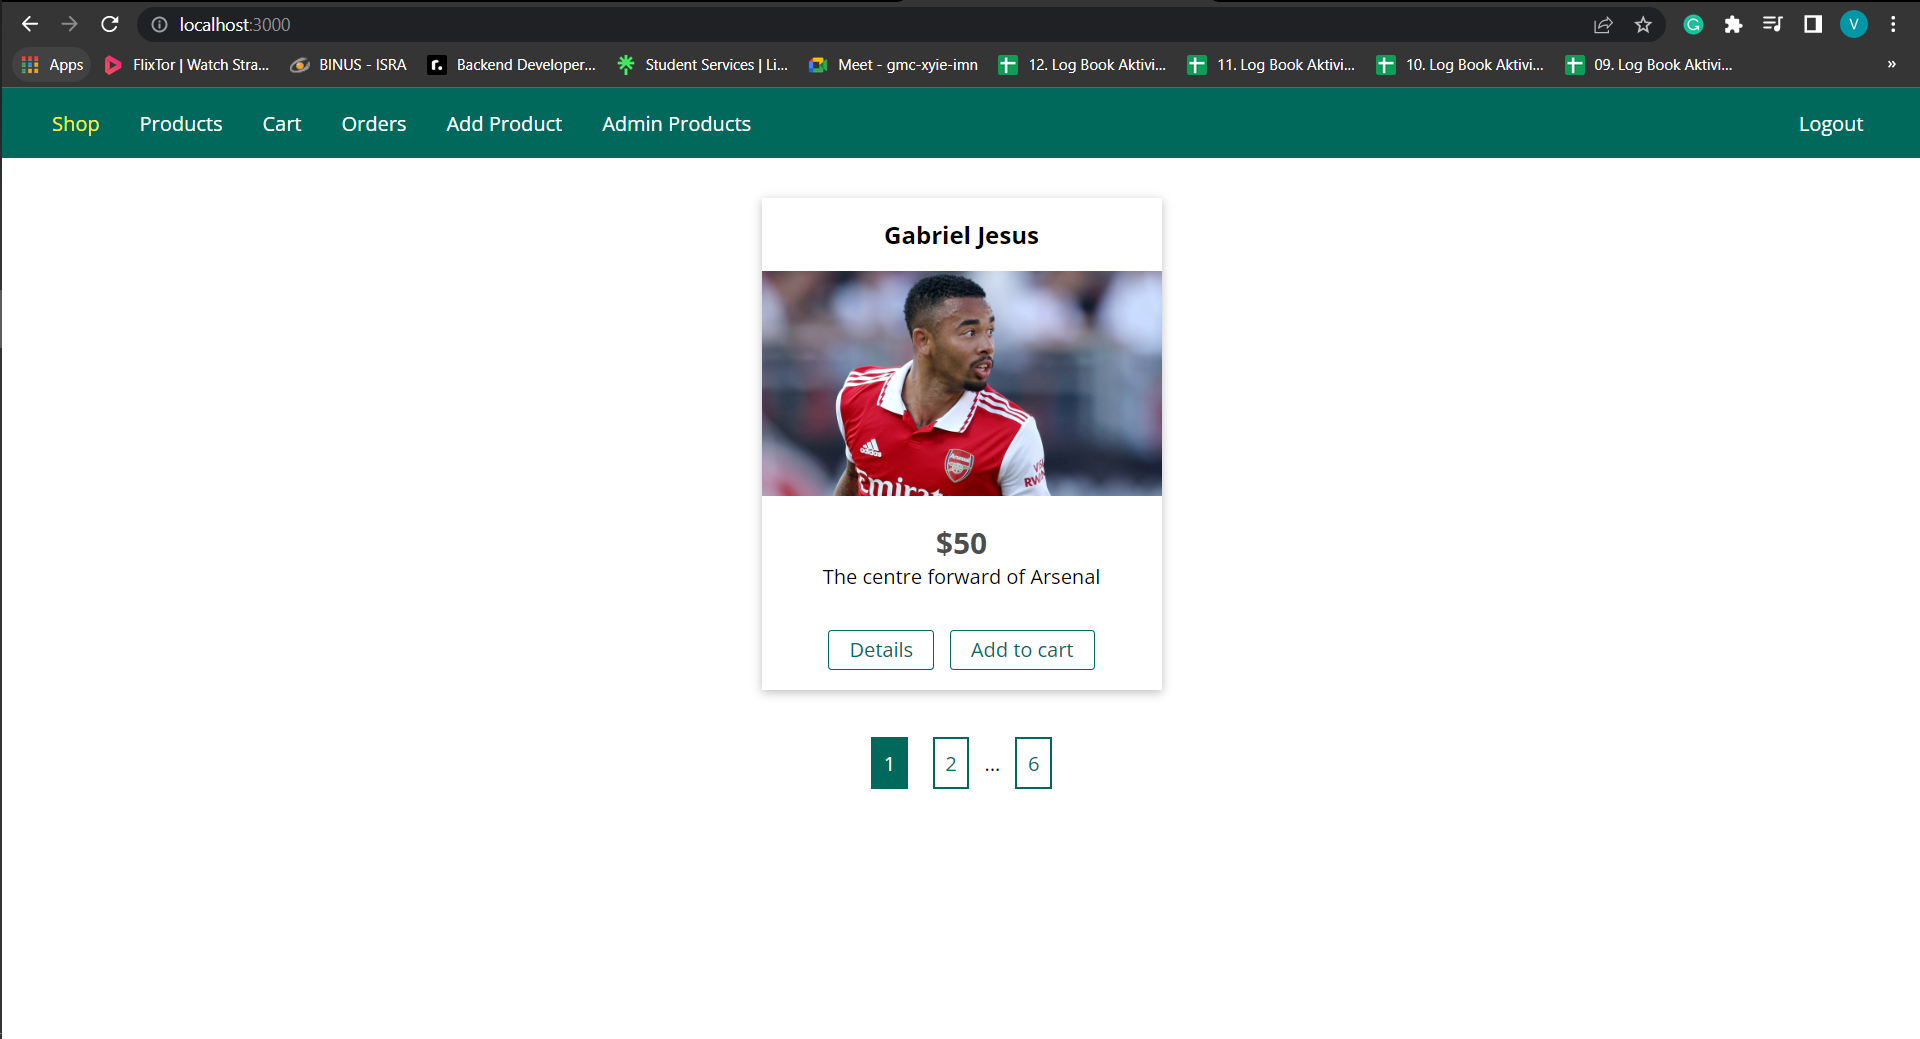 localhost:3000
Apps FlixTor | Watch Stra... BINUS - ISRA Backend Developer... Student Services | Li... Meet - gmc-xyie-imn 12. Log Book Aktivi... 11. Log Book Aktivi... 10. Log Book Aktivi... 09. Log Book Aktivi... »
Shop Products Cart Orders Add Product Admin Products Logout
Gabriel Jesus
adidas
Arsenal
Emirat
$50
The centre forward of Arsenal
Details Add to cart
1 2 ... 6